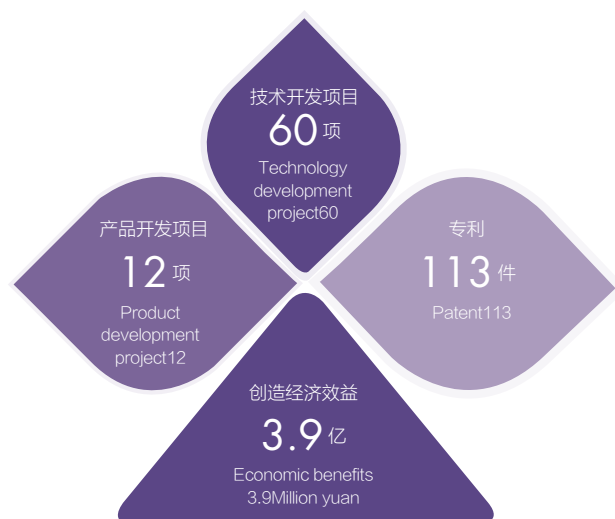 技术开发项目
60 项
Technology
development
project60
产品开发项目
12 项
Product
development
project12
专利
113 件
Patent113
创造经济效益
3.9 亿
Economic benefits
3.9Million yuan